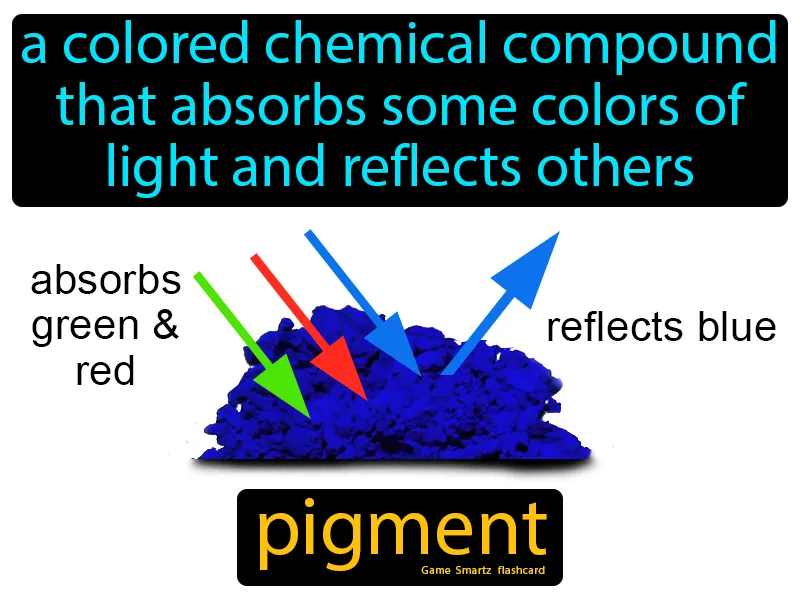 a colored chemical compound
that absorbs some colors of
light and reflects others
absorbs
green &
red
reflects blue
pigment
Game Smartz flashcard